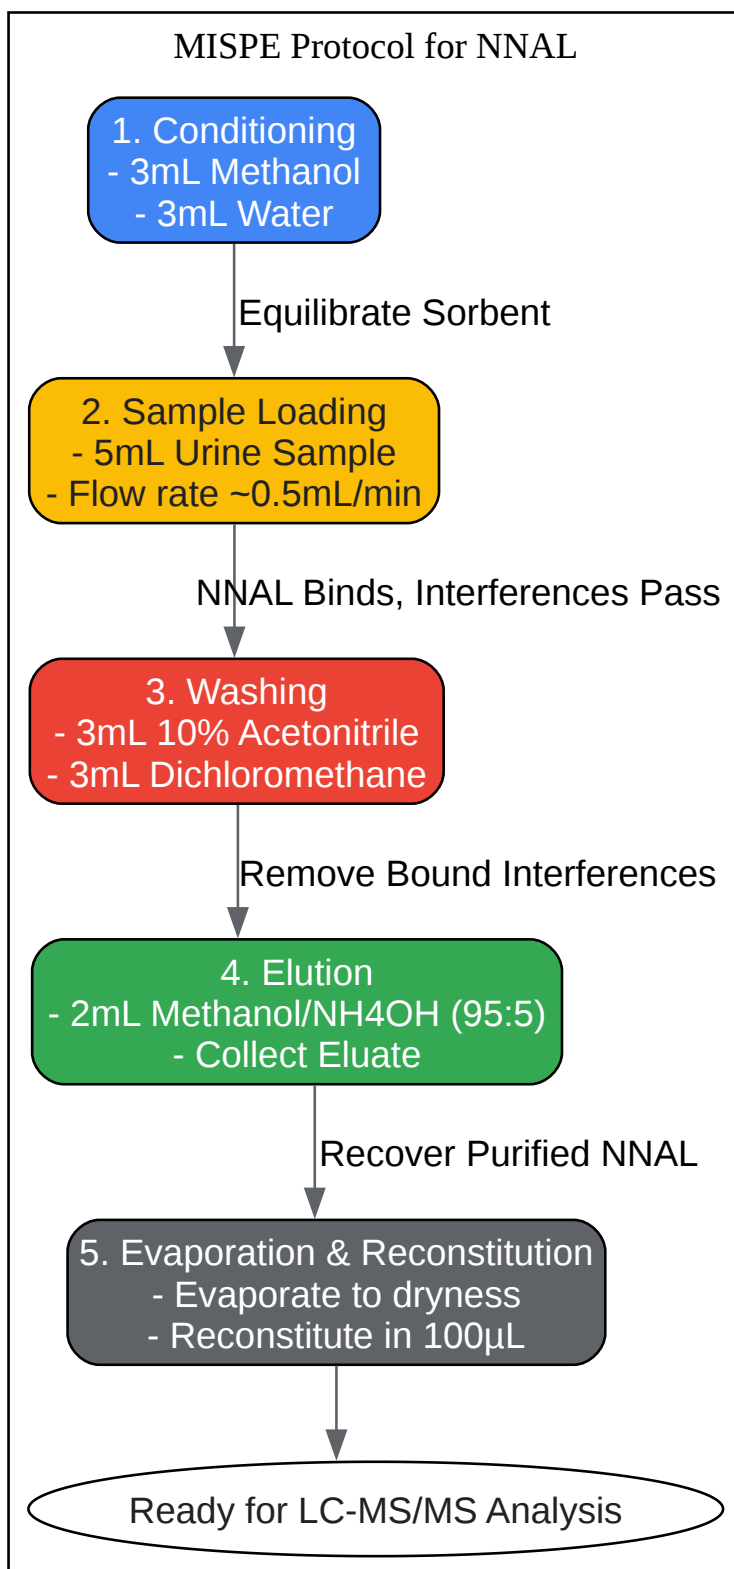 MISPE Protocol for NNAL
1. Conditioning
- 3mL Methanol
- 3mL Water
Equilibrate Sorbent
2. Sample Loading
- 5mL Urine Sample
- Flow rate ~0.5mL/min
NNAL Binds, Interferences Pass
3. Washing
- 3mL 10% Acetonitrile
- 3mL Dichloromethane
Remove Bound Interferences
4. Elution
- 2mL Methanol/NH4OH (95:5)
- Collect Eluate
Recover Purified NNAL
5. Evaporation & Reconstitution
- Evaporate to dryness
- Reconstitute in 100µL
Ready for LC-MS/MS Analysis